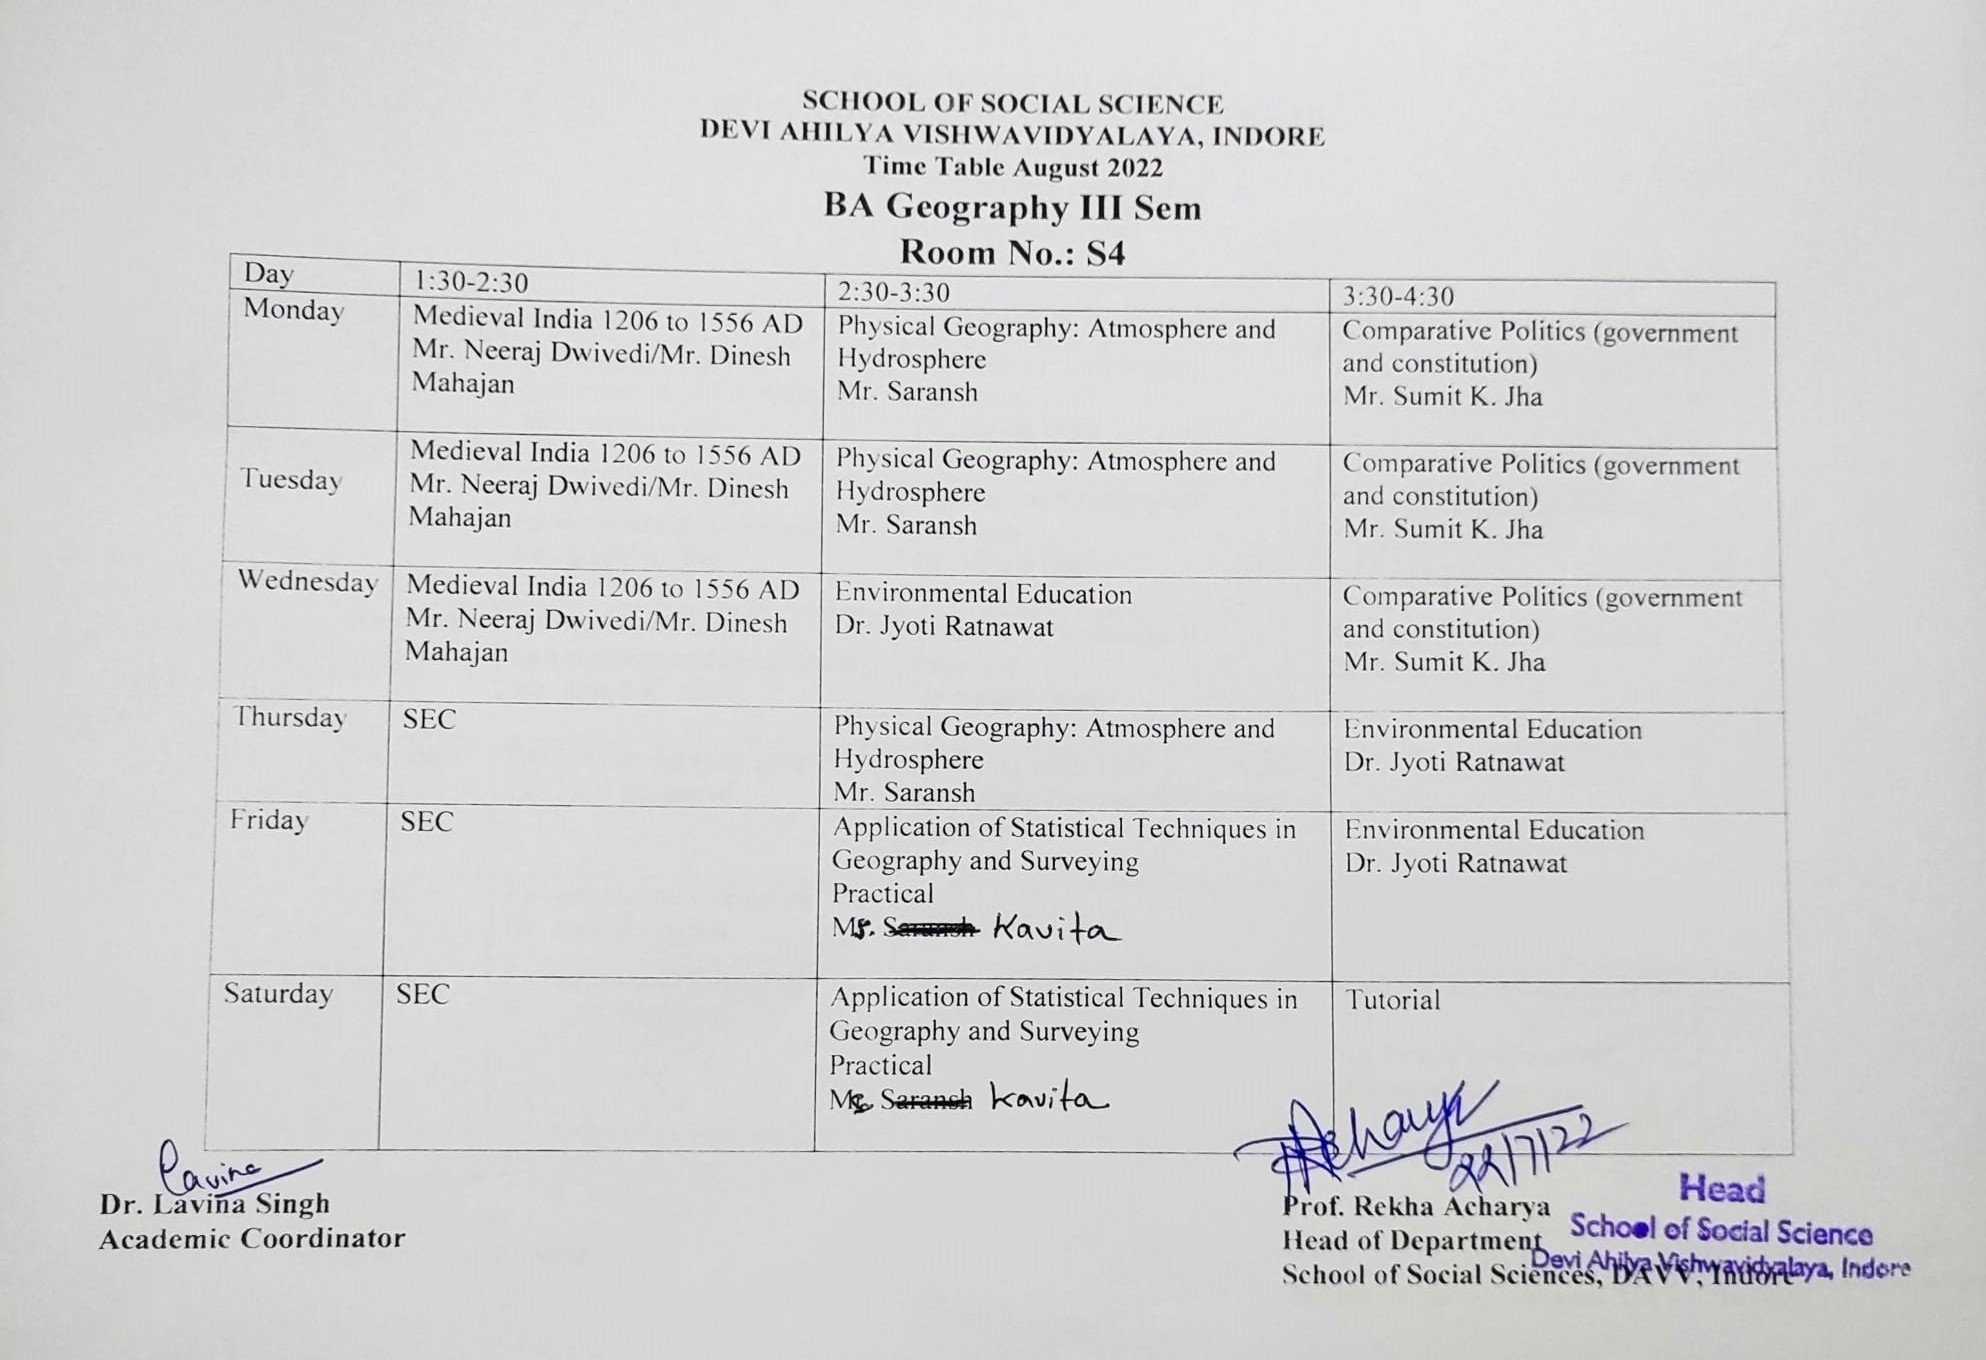 SCHOOL OF SOCIAL SCIENCE
DEVI AHILYA VISHWAVIDYALAYA, INDORE
Time Table August 2022
BA Geography III Sem
Room No.: S4
Day
1:30-2:30
2:30-3:30
3:30-4:30
Monday
Medieval India 1206 to 1556 AD
Mr. Neeraj Dwivedi/Mr. Dinesh
Mahajan
Physical Geography: Atmosphere and
Hydrosphere
Mr. Saransh
Comparative Politics (government
and constitution)
Mr. Sumit K. Jha
Tuesday
Medieval India 1206 to 1556 AD
Mr. Neeraj Dwivedi/Mr. Dinesh
Mahajan
Physical Geography: Atmosphere and
Hydrosphere
Mr. Saransh
Comparative Politics (government
and constitution)
Mr. Sumit K. Jha
Wednesday
Medieval India 1206 to 1556 AD
Mr. Neeraj Dwivedi/Mr. Dinesh
Mahajan
Environmental Education
Dr. Jyoti Ratnawat
Comparative Politics (government
and constitution)
Mr. Sumit K. Jha
Thursday
SEC
Physical Geography: Atmosphere and
Hydrosphere
Mr. Saransh
Environmental Education
Dr. Jyoti Ratnawat
Friday
SEC
Application of Statistical Techniques in
Geography and Surveying
Practical
Ms. Saransh Kavita
Environmental Education
Dr. Jyoti Ratnawat
Saturday
SEC
Application of Statistical Techniques in
Geography and Surveying
Practical
Ms Saransh Kavita
Tutorial
Lavina
Dr. Lavina Singh
Academic Coordinator
RAcharya
22/7/22
Prof. Rekha Acharya
Head of Department
School of Social Sciences, DAVV, Indore
Head
School of Social Science
Devi Ahilya Vishwavidyalaya, Indore